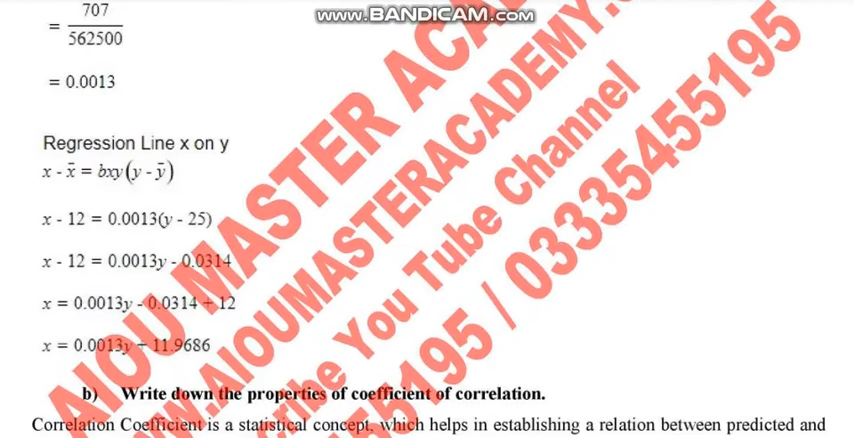 www.BANDICAM.com
= 707
562500
= 0.0013
Regression Line x on y
x - x̄ = bxy(y - ȳ)
x - 12 = 0.0013(y - 25)
x - 12 = 0.0013y - 0.0314
x = 0.0013y - 0.0314 + 12
x = 0.0013y + 11.9686
b) Write down the properties of coefficient of correlation.
Correlation Coefficient is a statistical concept, which helps in establishing a relation between predicted and
AIOU MASTER ACAD
WWW.AIOUMASTERACADEMY.
cribe You Tube Channel
55195 / 03335455195